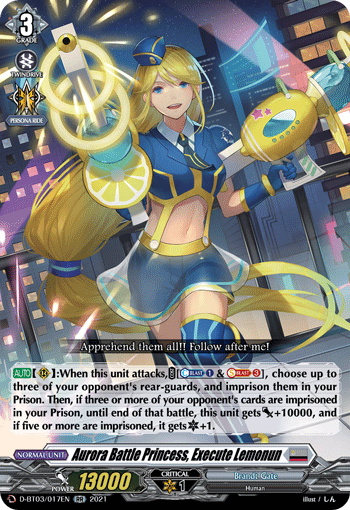 3
GRADE
TWINDRIVE
PERSONA RIDE
Apprehend them all!! Follow after me!
AUTO【R】:When this unit attacks, [C BLAST 1 & S BLAST 3], choose up to
three of your opponent's rear-guards, and imprison them in your
Prison. Then, if three or more of your opponent's cards are imprisoned
in your Prison, until end of that battle, this unit gets +10000, and
if five or more are imprisoned, it gets +1.
NORMAL UNIT
Aurora Battle Princess, Execute Lemonun
POWER 13000
CRITICAL
1
Brandt Gate
Human
D-BT03/017EN RR 2021
illust / しん